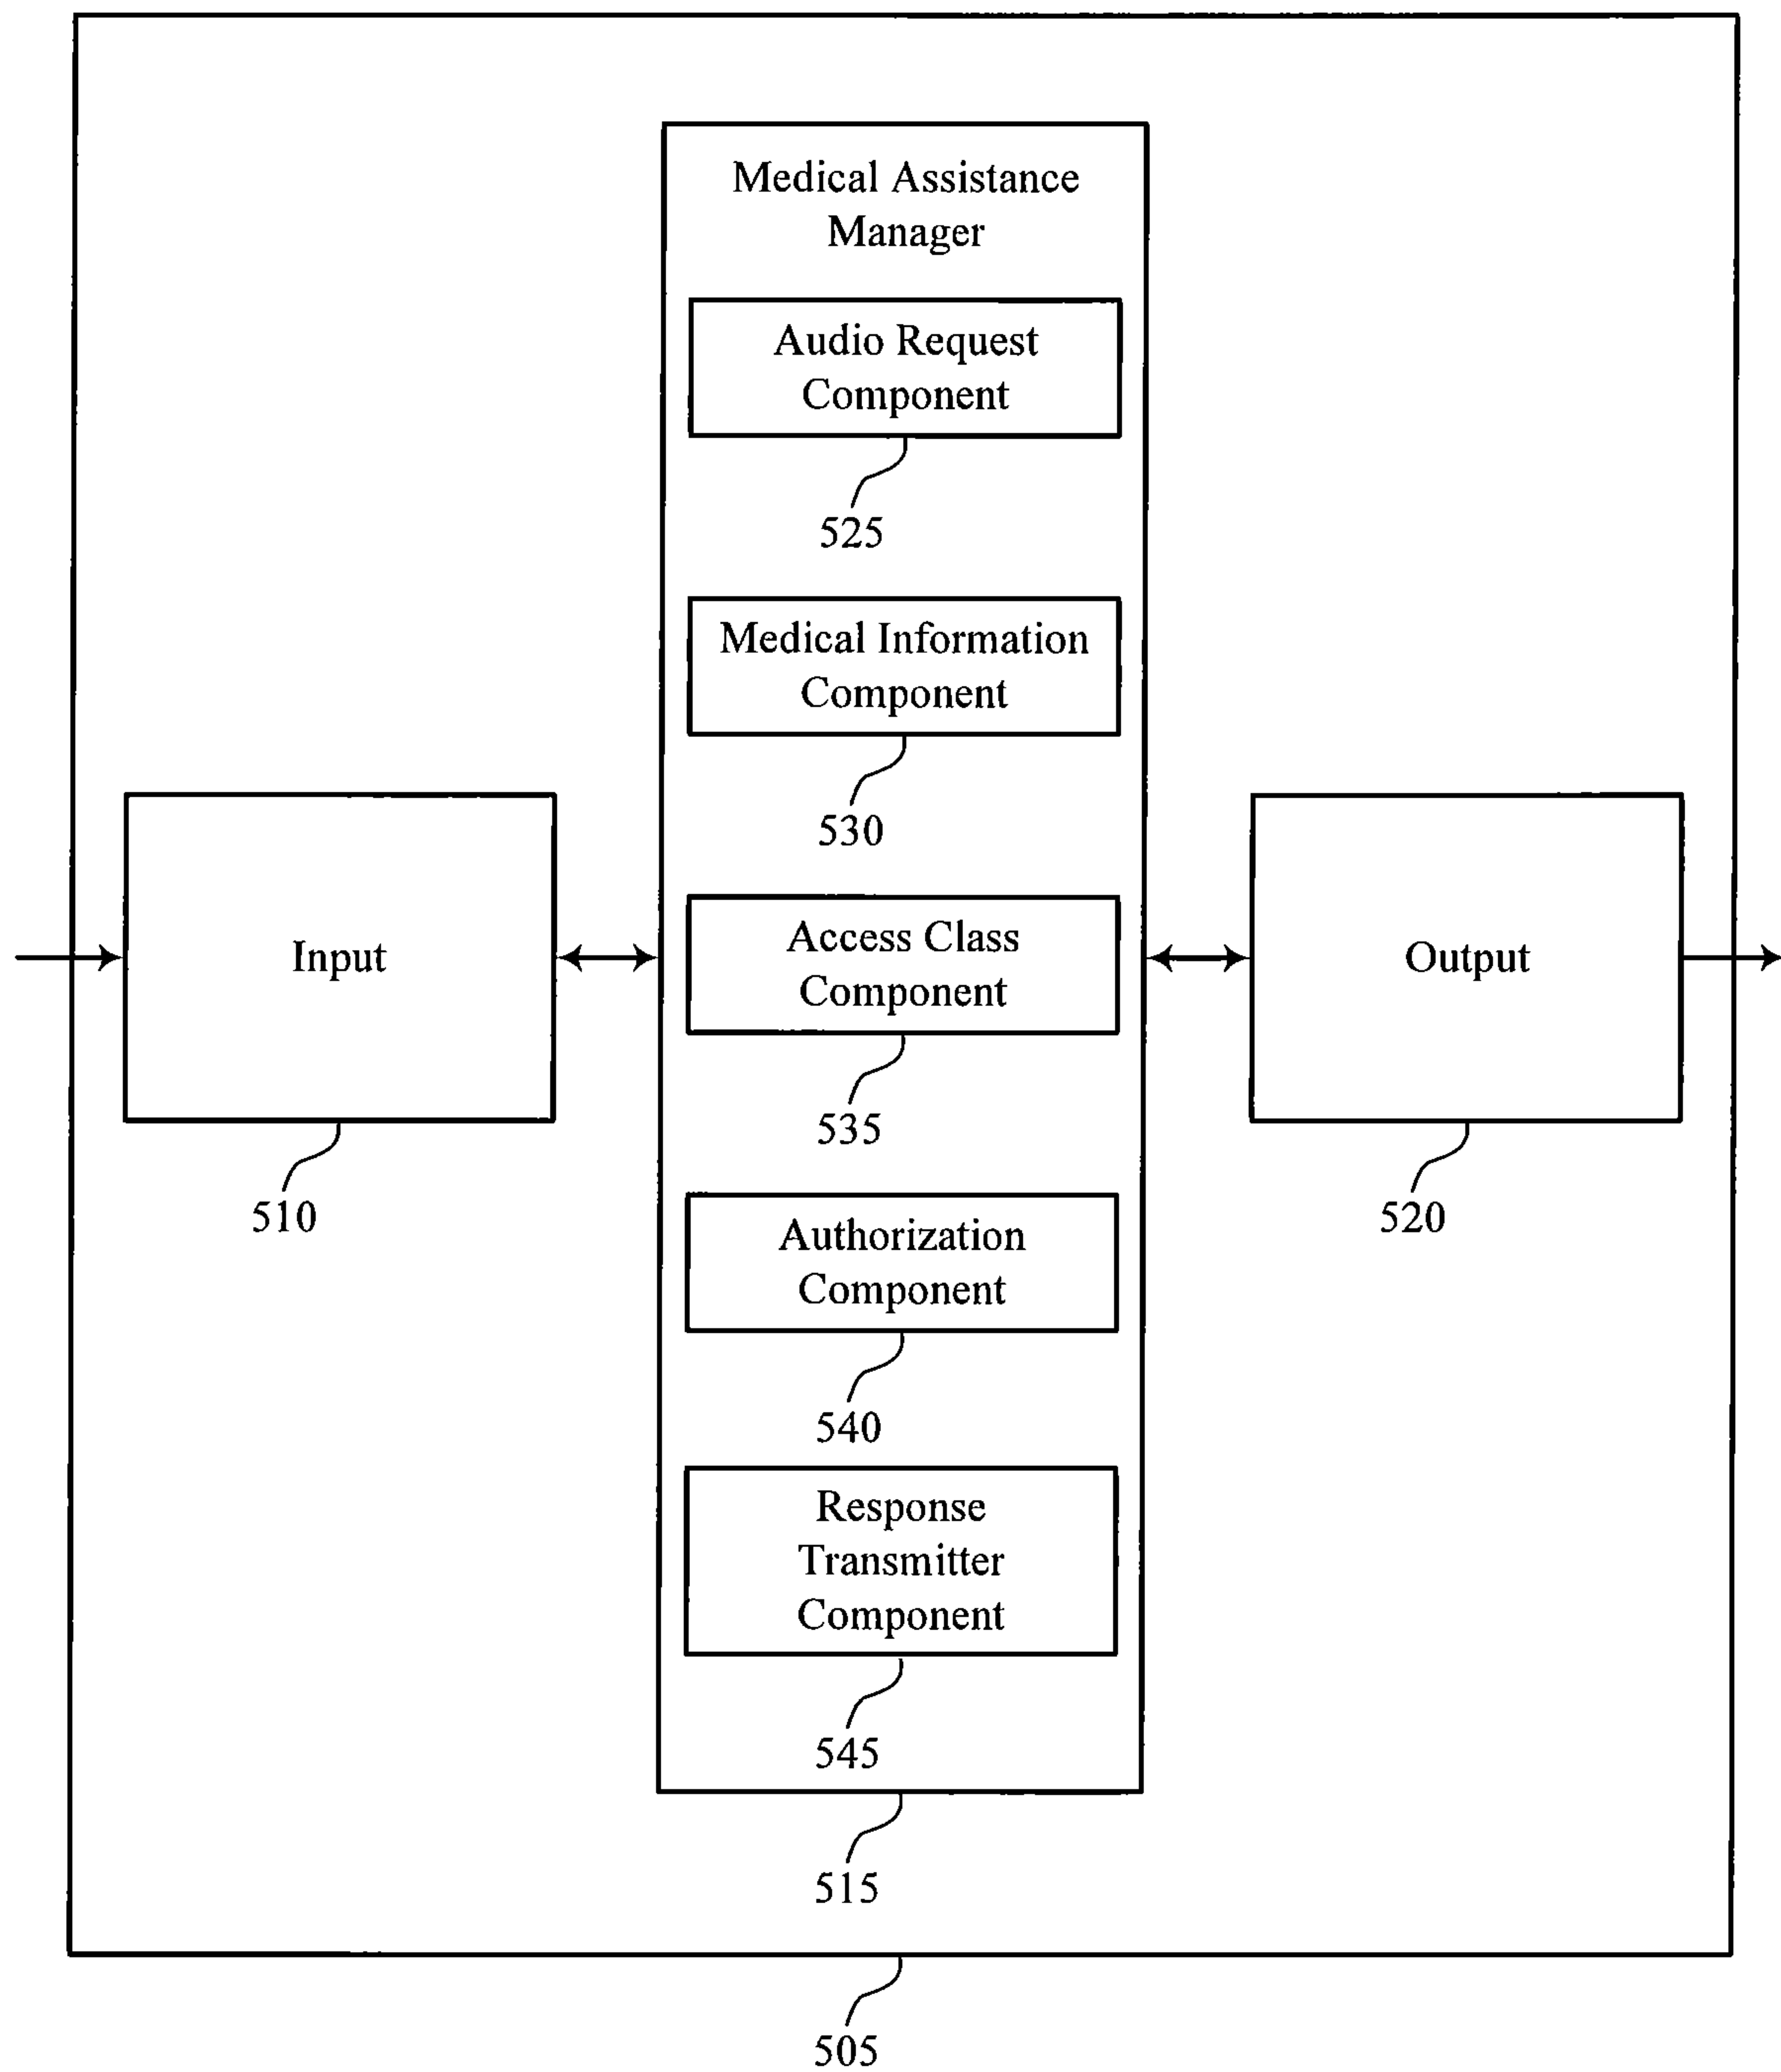 Medical Assistance
Manager
Audio Request
Component
525
Medical Information
Component
530
Input
510
Access Class
Component
535
Output
520
Authorization
Component
540
Response
Transmitter
Component
545
515
505